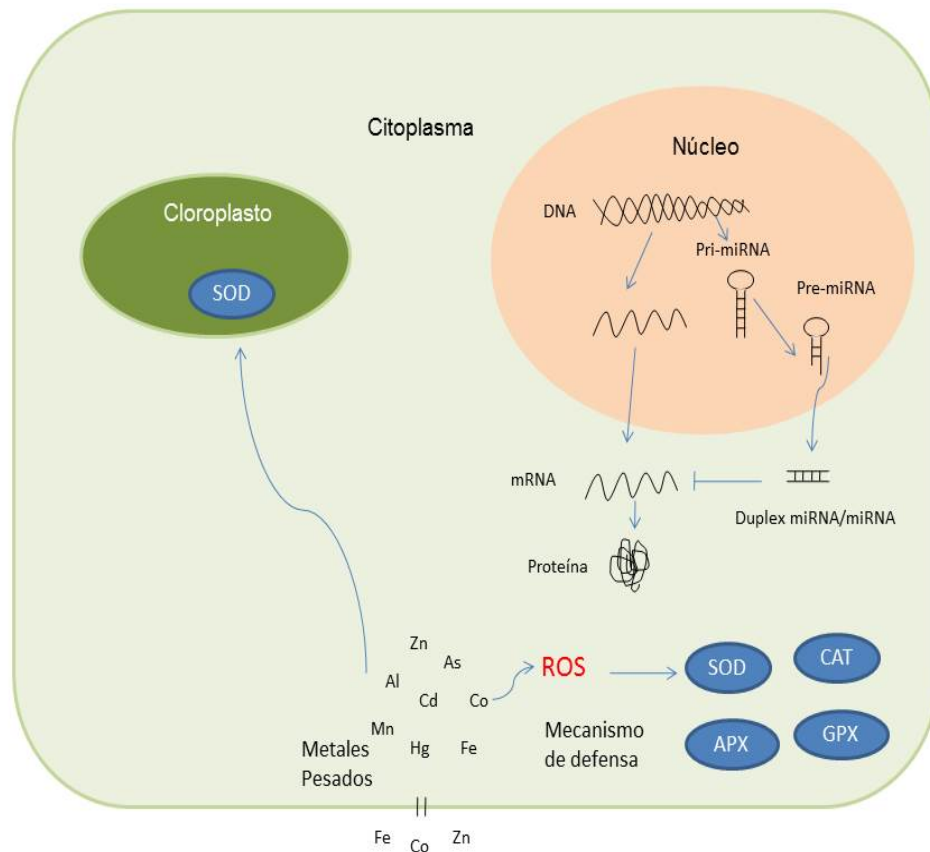 Citoplasma
Núcleo
Cloroplasto
SOD
DNA
Pri-miRNA
Pre-miRNA
mRNA
Duplex miRNA/miRNA
Proteína
Zn
As
Al
Cd
Co
Mn
Hg
Fe
Metales
Pesados
ROS
Mecanismo
de defensa
SOD
CAT
APX
GPX
Fe
Co
Zn